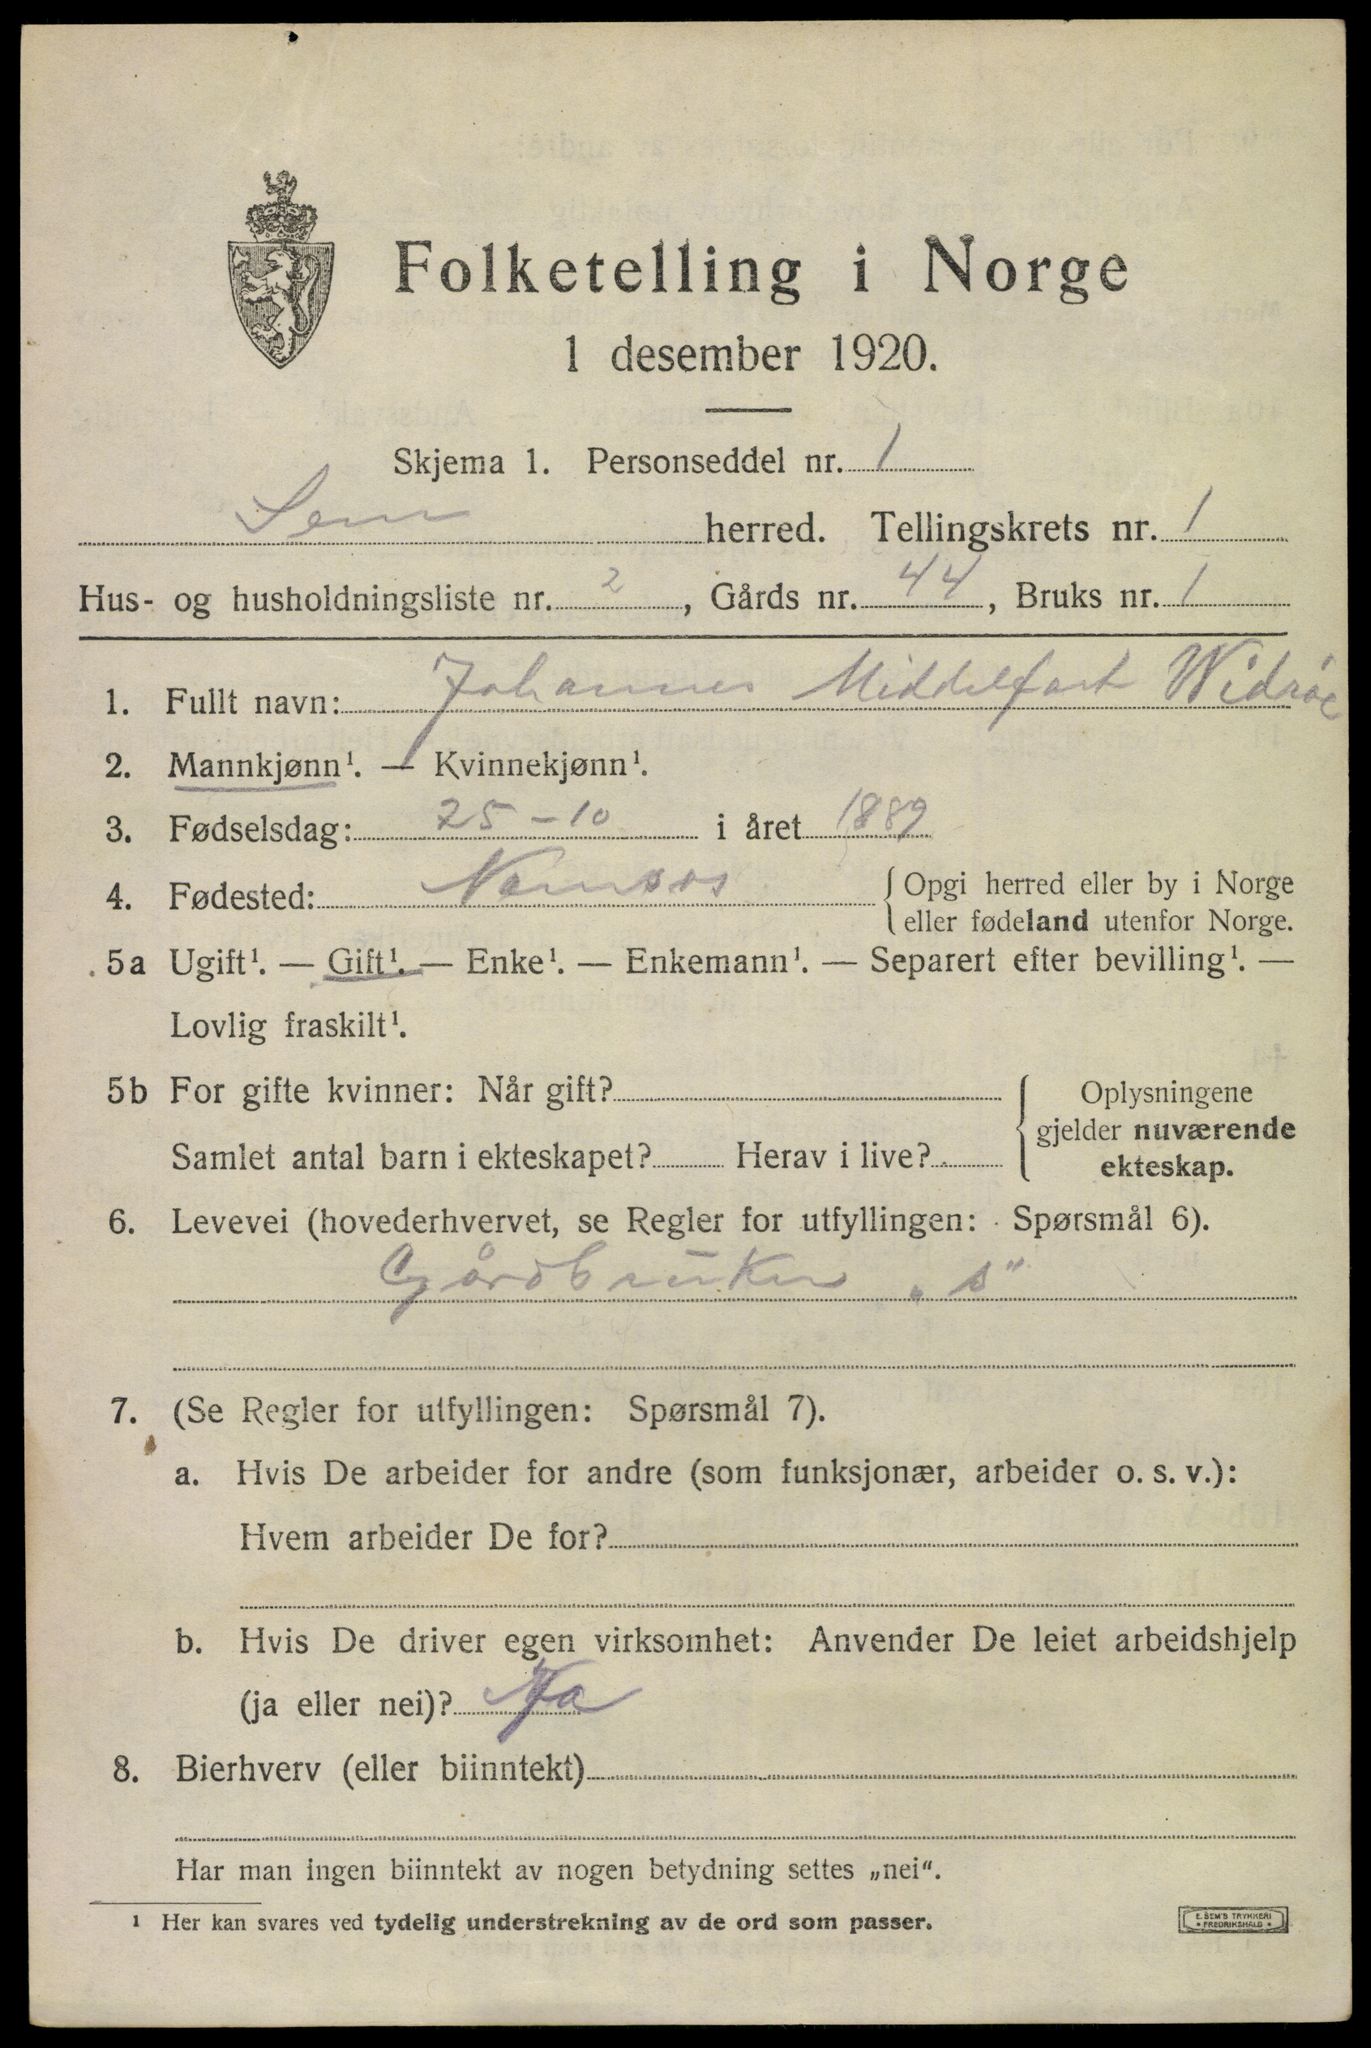 Folketelling i Norge
1 desember 1920.
Skjema 1. Personseddel nr. 1
Sem herred. Tellingskrets nr. 1
Hus- og husholdningsliste nr. 2, Gårds nr. 44, Bruks nr. 1
1. Fullt navn: Johannes Middelfart Widrøe
2. Mannkjønn¹. — Kvinnekjønn¹.
3. Fødselsdag: 25-10 i året 1889
4. Fødested: Namsos { Opgi herred eller by i Norge
eller fødeland utenfor Norge.
5a Ugift¹. — Gift¹. — Enke¹. — Enkemann¹. — Separert efter bevilling¹. —
Lovlig fraskilt¹.
5b For gifte kvinner: Når gift? { Oplysningene
gjelder nuværende
Samlet antal barn i ekteskapet? Herav i live?
ekteskap.
6. Levevei (hovederhvervet, se Regler for utfyllingen: Spørsmål 6).
Gårdbruker „s“
7. (Se Regler for utfyllingen: Spørsmål 7).
a. Hvis De arbeider for andre (som funksjonær, arbeider o. s. v.):
Hvem arbeider De for?
b. Hvis De driver egen virksomhet: Anvender De leiet arbeidshjelp
(ja eller nei)? Ja
8. Bierhverv (eller biinntekt)
Har man ingen biinntekt av nogen betydning settes „nei“.
¹ Her kan svares ved tydelig understrekning av de ord som passer.
E. SEM'S TRYKKERI
• FREDRIKSHALD •